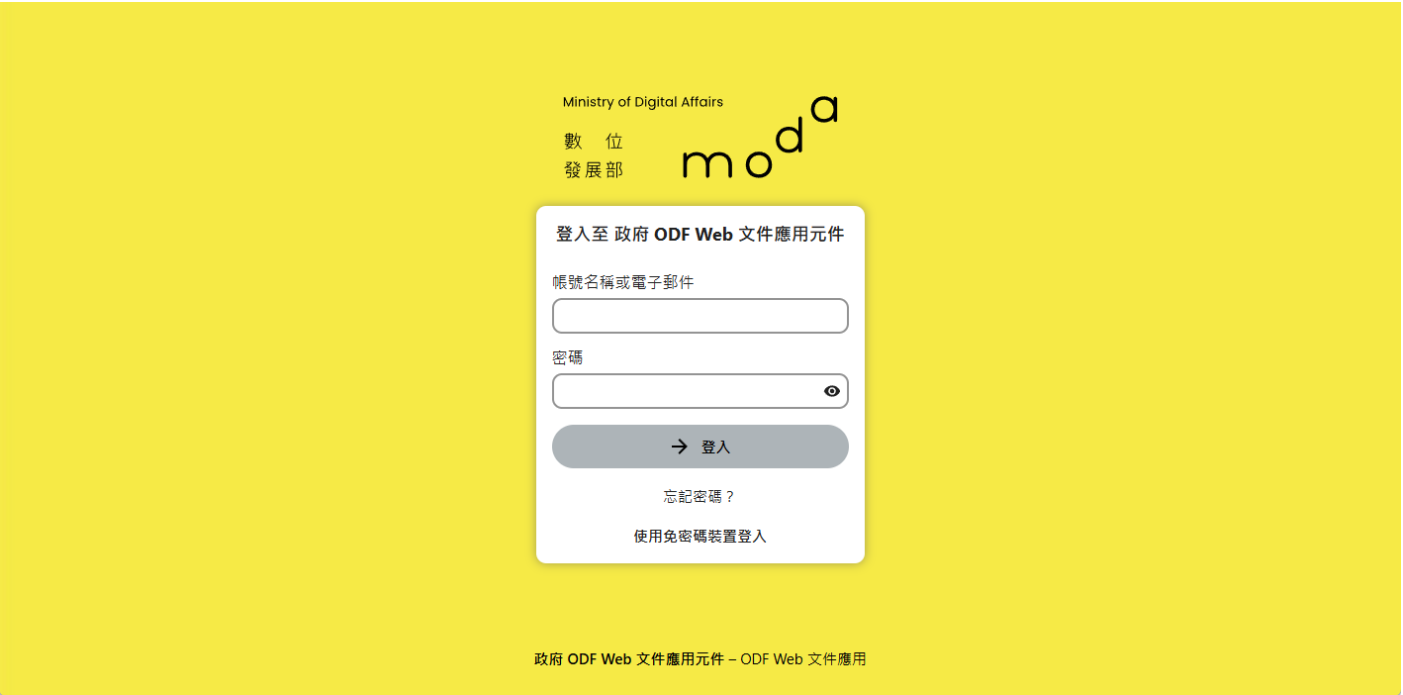 Ministry of Digital Affairs
數位
發展部
moda
登入至 政府 ODF Web 文件應用元件
帳號名稱或電子郵件
密碼
→ 登入
忘記密碼？
使用免密碼裝置登入
政府 ODF Web 文件應用元件 – ODF Web 文件應用